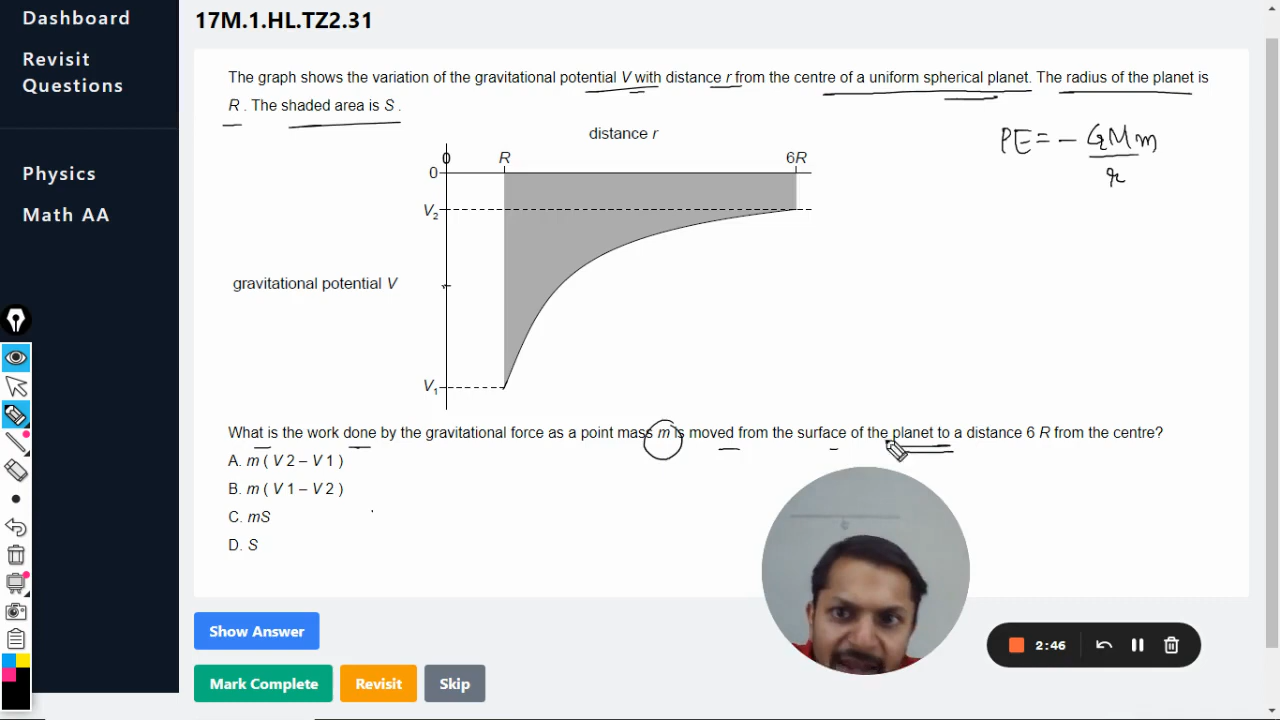 Dashboard
Revisit
Questions
Physics
Math AA
17M.1.HL.TZ2.31
The graph shows the variation of the gravitational potential V with distance r from the centre of a uniform spherical planet. The radius of the planet is
R . The shaded area is S .
distance r
0
R
6R
0
V2
gravitational potential V
V1
PE = - GMm
r
What is the work done by the gravitational force as a point mass m is moved from the surface of the planet to a distance 6 R from the centre?
A. m ( V 2 – V 1 )
B. m ( V 1 – V 2 )
C. mS
D. S
Show Answer
Mark Complete
Revisit
Skip
2:46